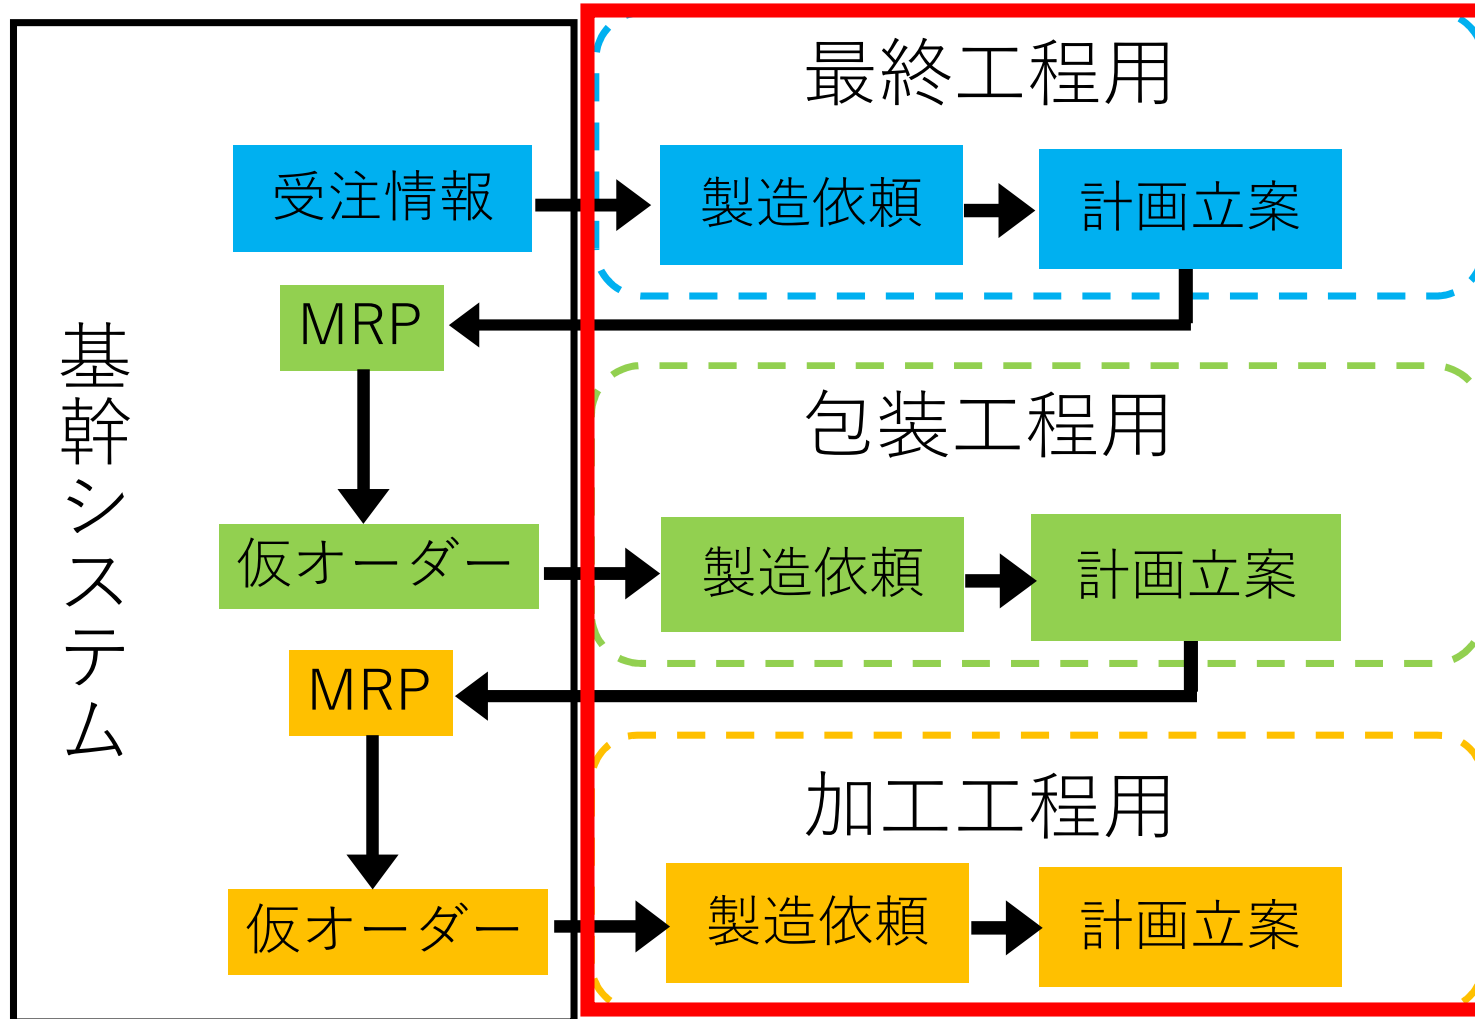 基幹システム
最終工程用
受注情報
製造依頼
計画立案
MRP
包装工程用
仮オーダー
製造依頼
計画立案
MRP
加工工程用
仮オーダー
製造依頼
計画立案